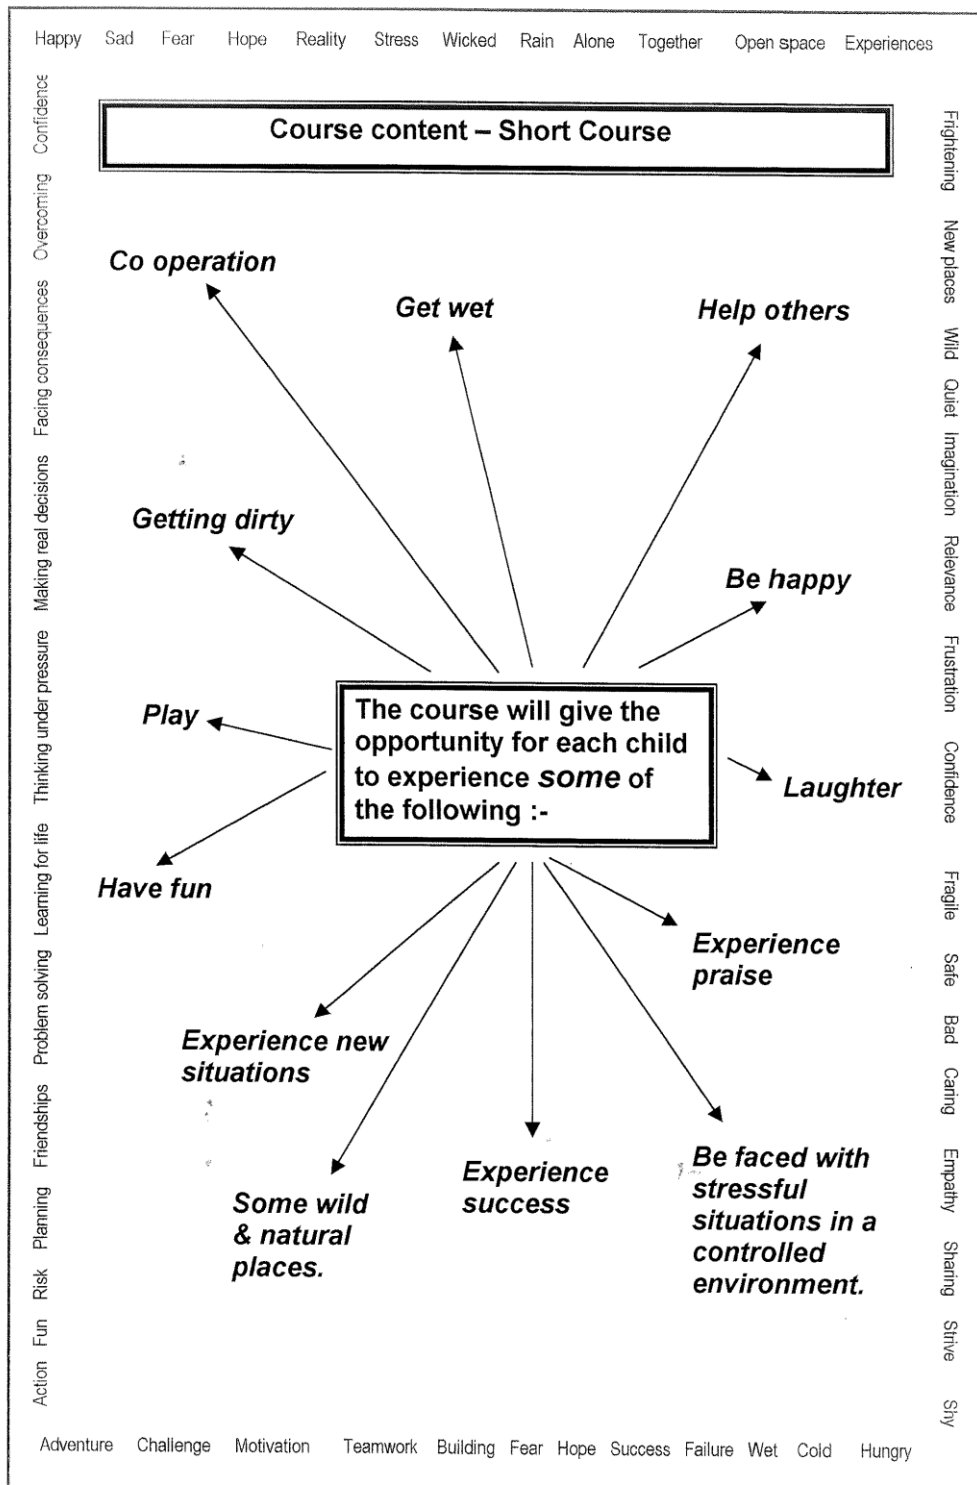 Happy Sad Fear Hope Reality Stress Wicked Rain Alone Together Open space Experiences
Course content – Short Course
Co operation
Get wet
Help others
Getting dirty
Be happy
Play
The course will give the
opportunity for each child
to experience some of
the following :-
Laughter
Have fun
Experience
praise
Experience new
situations
Some wild
& natural
places.
Experience
success
Be faced with
stressful
situations in a
controlled
environment.
Action Fun Risk Planning Friendships Problem solving Learning for life Thinking under pressure Making real decisions Facing consequences Overcoming Confidence
Frightening New places Wild Quiet Imagination Relevance Frustration Confidence Fragile Safe Bad Caring Empathy Sharing Strive Shy
Adventure Challenge Motivation Teamwork Building Fear Hope Success Failure Wet Cold Hungry